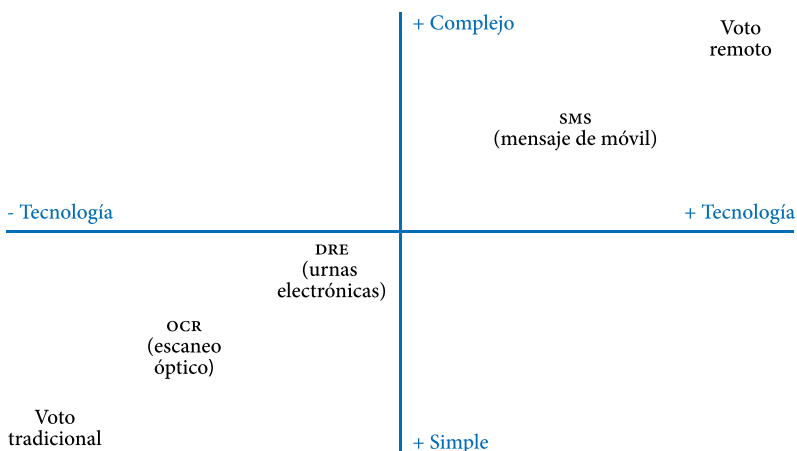 + Complejo
Voto
remoto
SMS
(mensaje de móvil)
- Tecnología
+ Tecnología
DRE
(urnas
electrónicas)
OCR
(escaneo
óptico)
Voto
tradicional
+ Simple